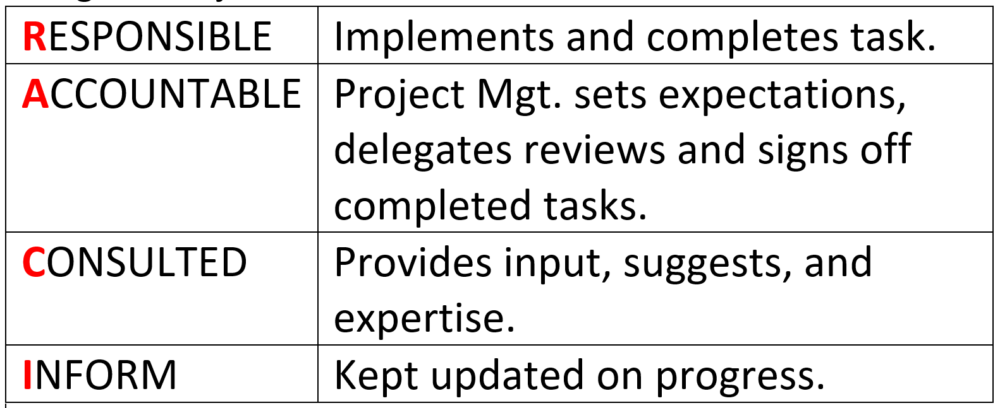 RESPONSIBLE Implements and completes task.
ACCOUNTABLE Project Mgt. sets expectations,
delegates reviews and signs off
completed tasks.
CONSULTED Provides input, suggests, and
expertise.
INFORM Kept updated on progress.